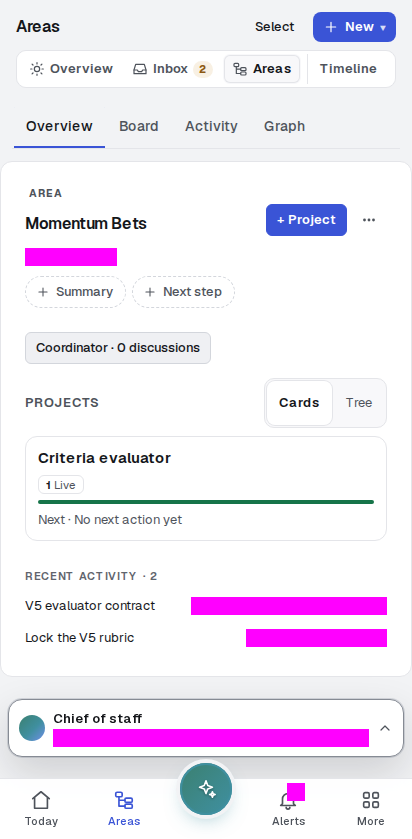 Areas
Select
New
Overview
Inbox 2
Areas
Timeline
Overview
Board
Activity
Graph
AREA
Momentum Bets
+ Project
Summary
Next step
Coordinator · 0 discussions
PROJECTS
Cards
Tree
Criteria evaluator
1 Live
Next · No next action yet
RECENT ACTIVITY · 2
V5 evaluator contract
Lock the V5 rubric
Chief of staff
Today
Areas
Alerts
More